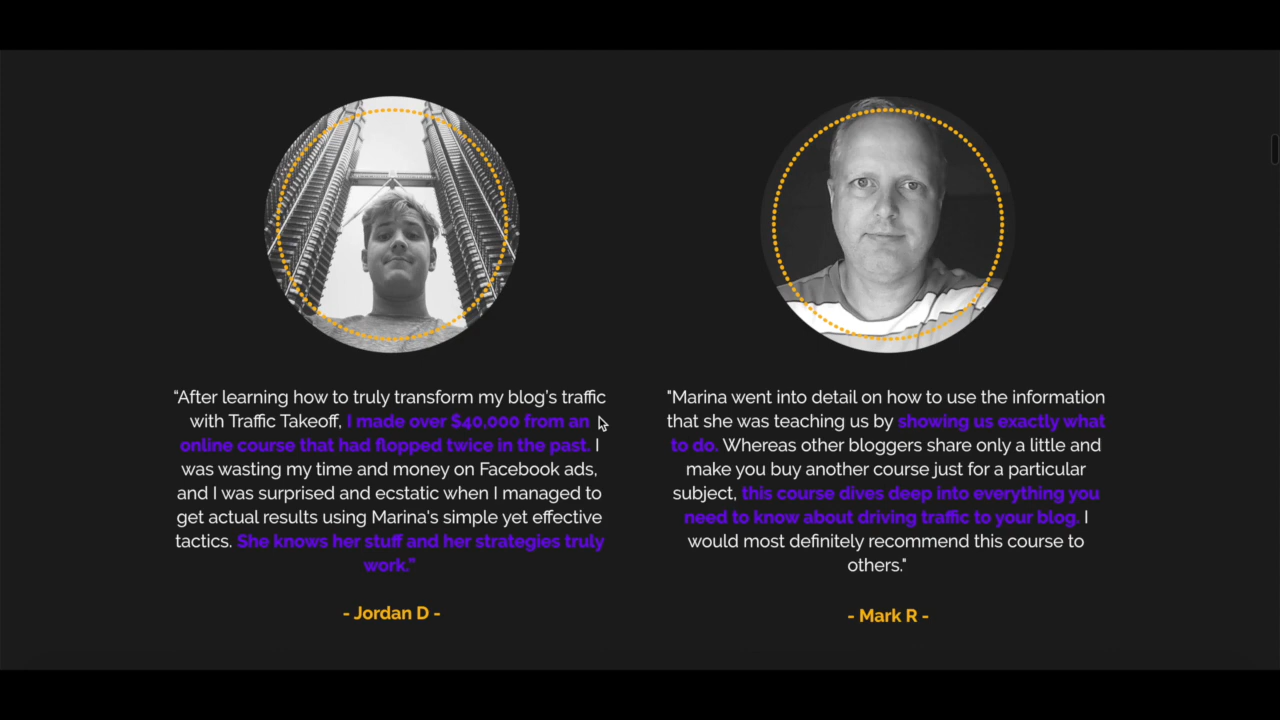 “After learning how to truly transform my blog's traffic
with Traffic Takeoff, I made over $40,000 from an
online course that had flopped twice in the past. I
was wasting my time and money on Facebook ads,
and I was surprised and ecstatic when I managed to
get actual results using Marina's simple yet effective
tactics. She knows her stuff and her strategies truly
work.”
- Jordan D -
"Marina went into detail on how to use the information
that she was teaching us by showing us exactly what
to do. Whereas other bloggers share only a little and
make you buy another course just for a particular
subject, this course dives deep into everything you
need to know about driving traffic to your blog. I
would most definitely recommend this course to
others."
- Mark R -